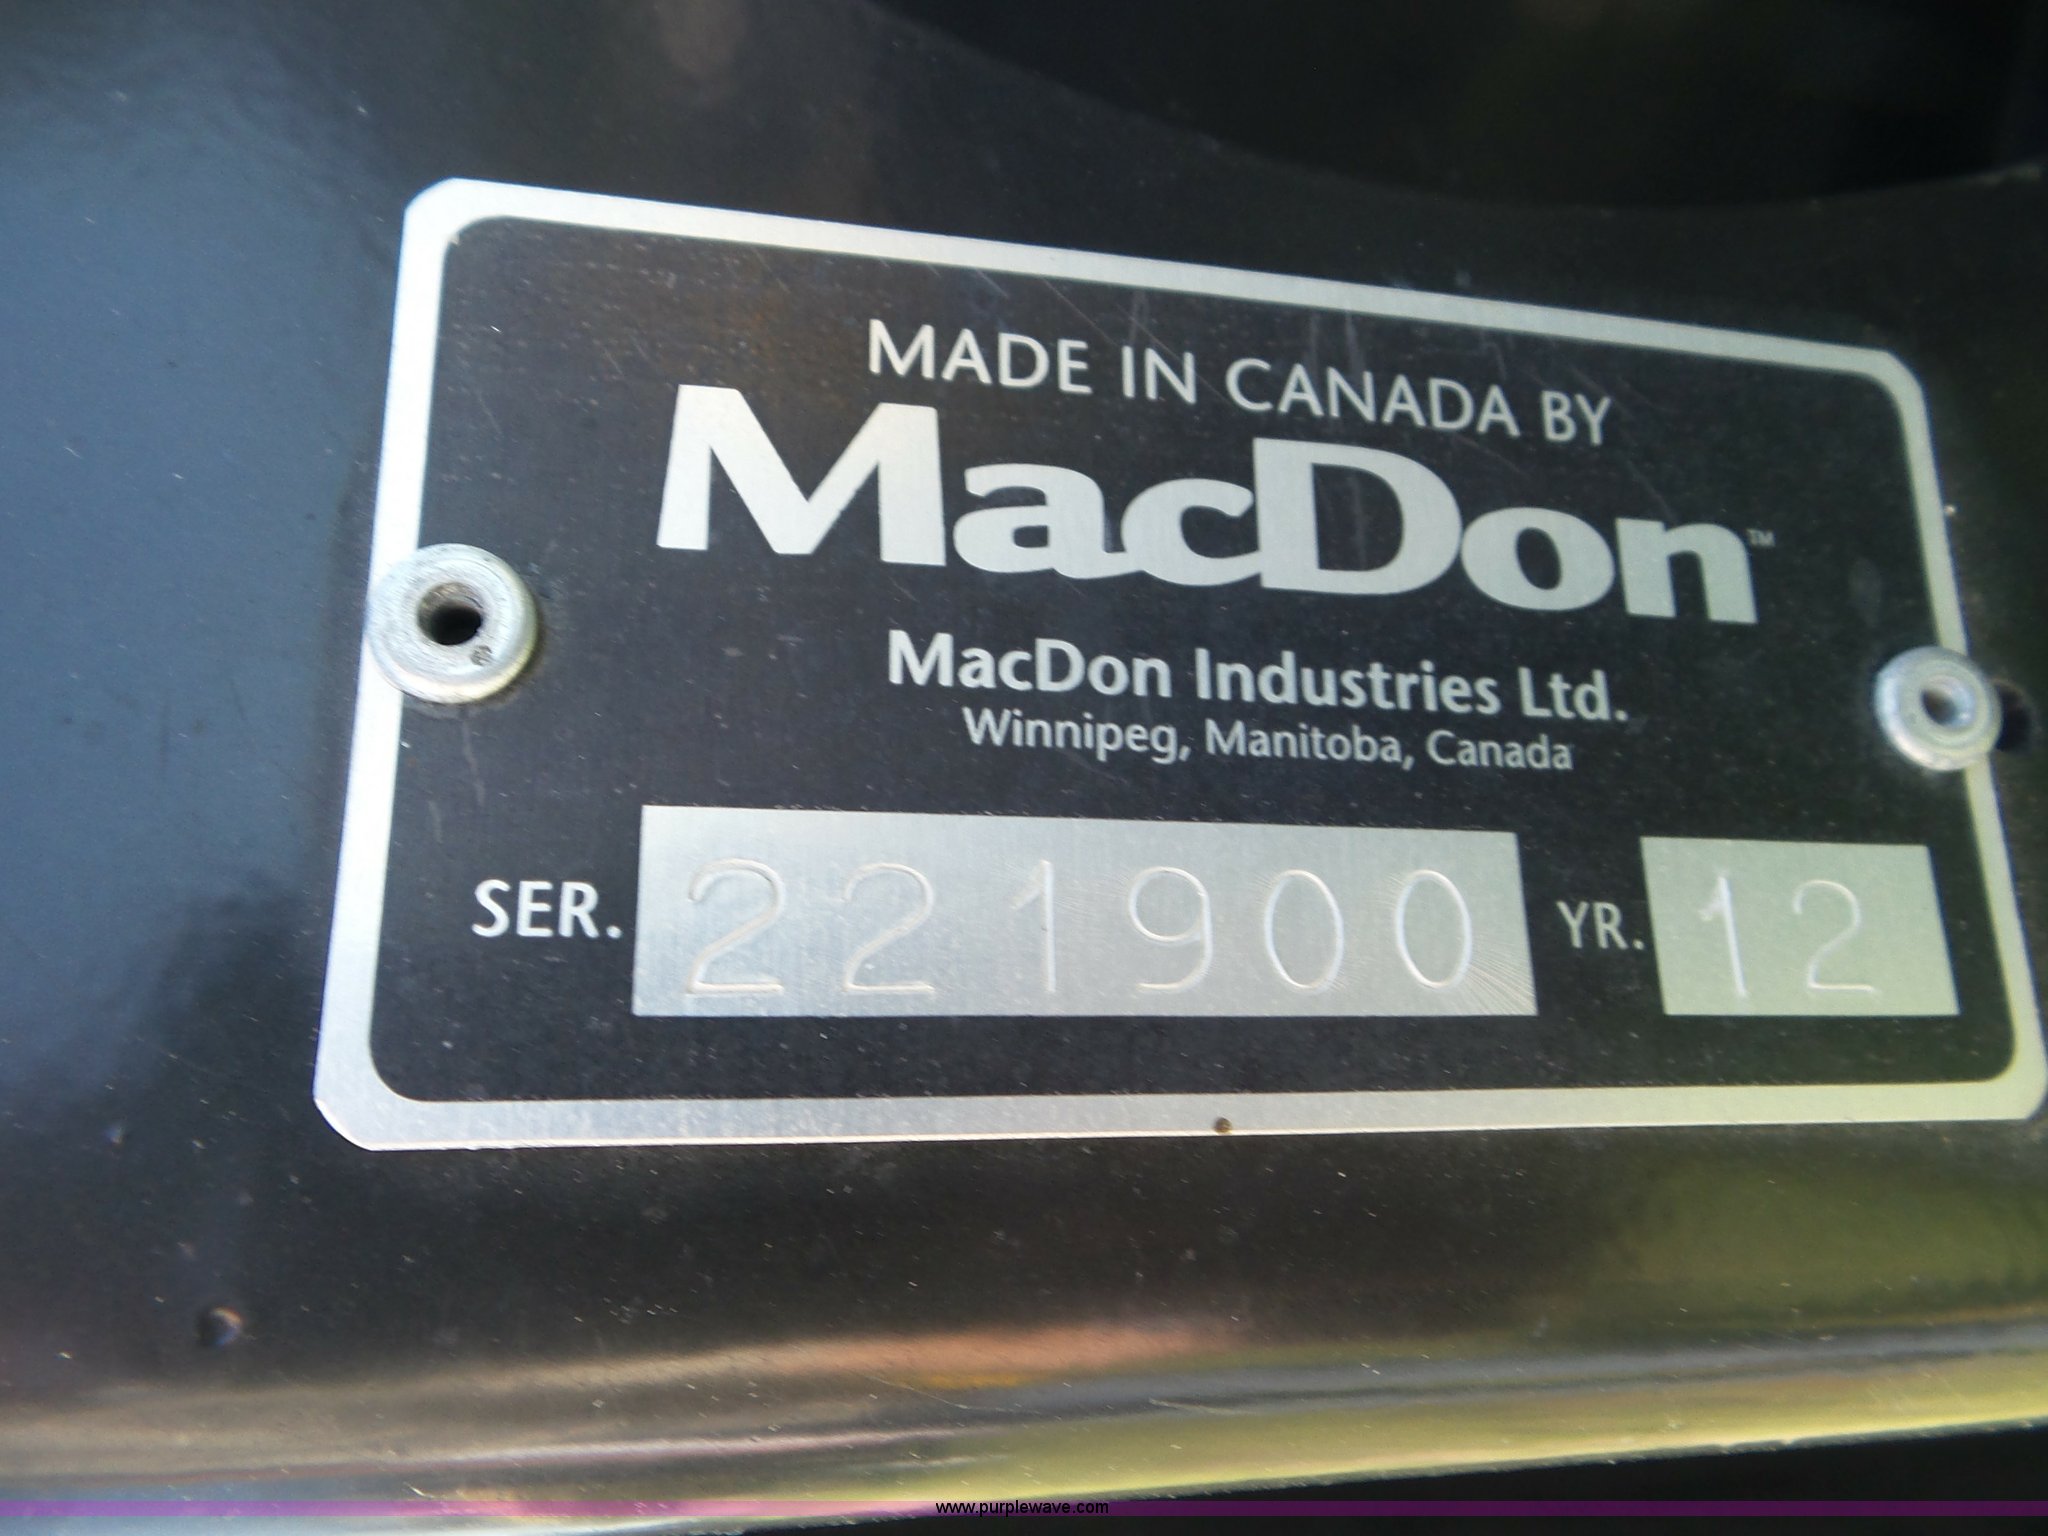 MADE IN CANADA BY
MacDon™
MacDon Industries Ltd.
Winnipeg, Manitoba, Canada
SER. 221900 YR. 12
www.purplewave.com